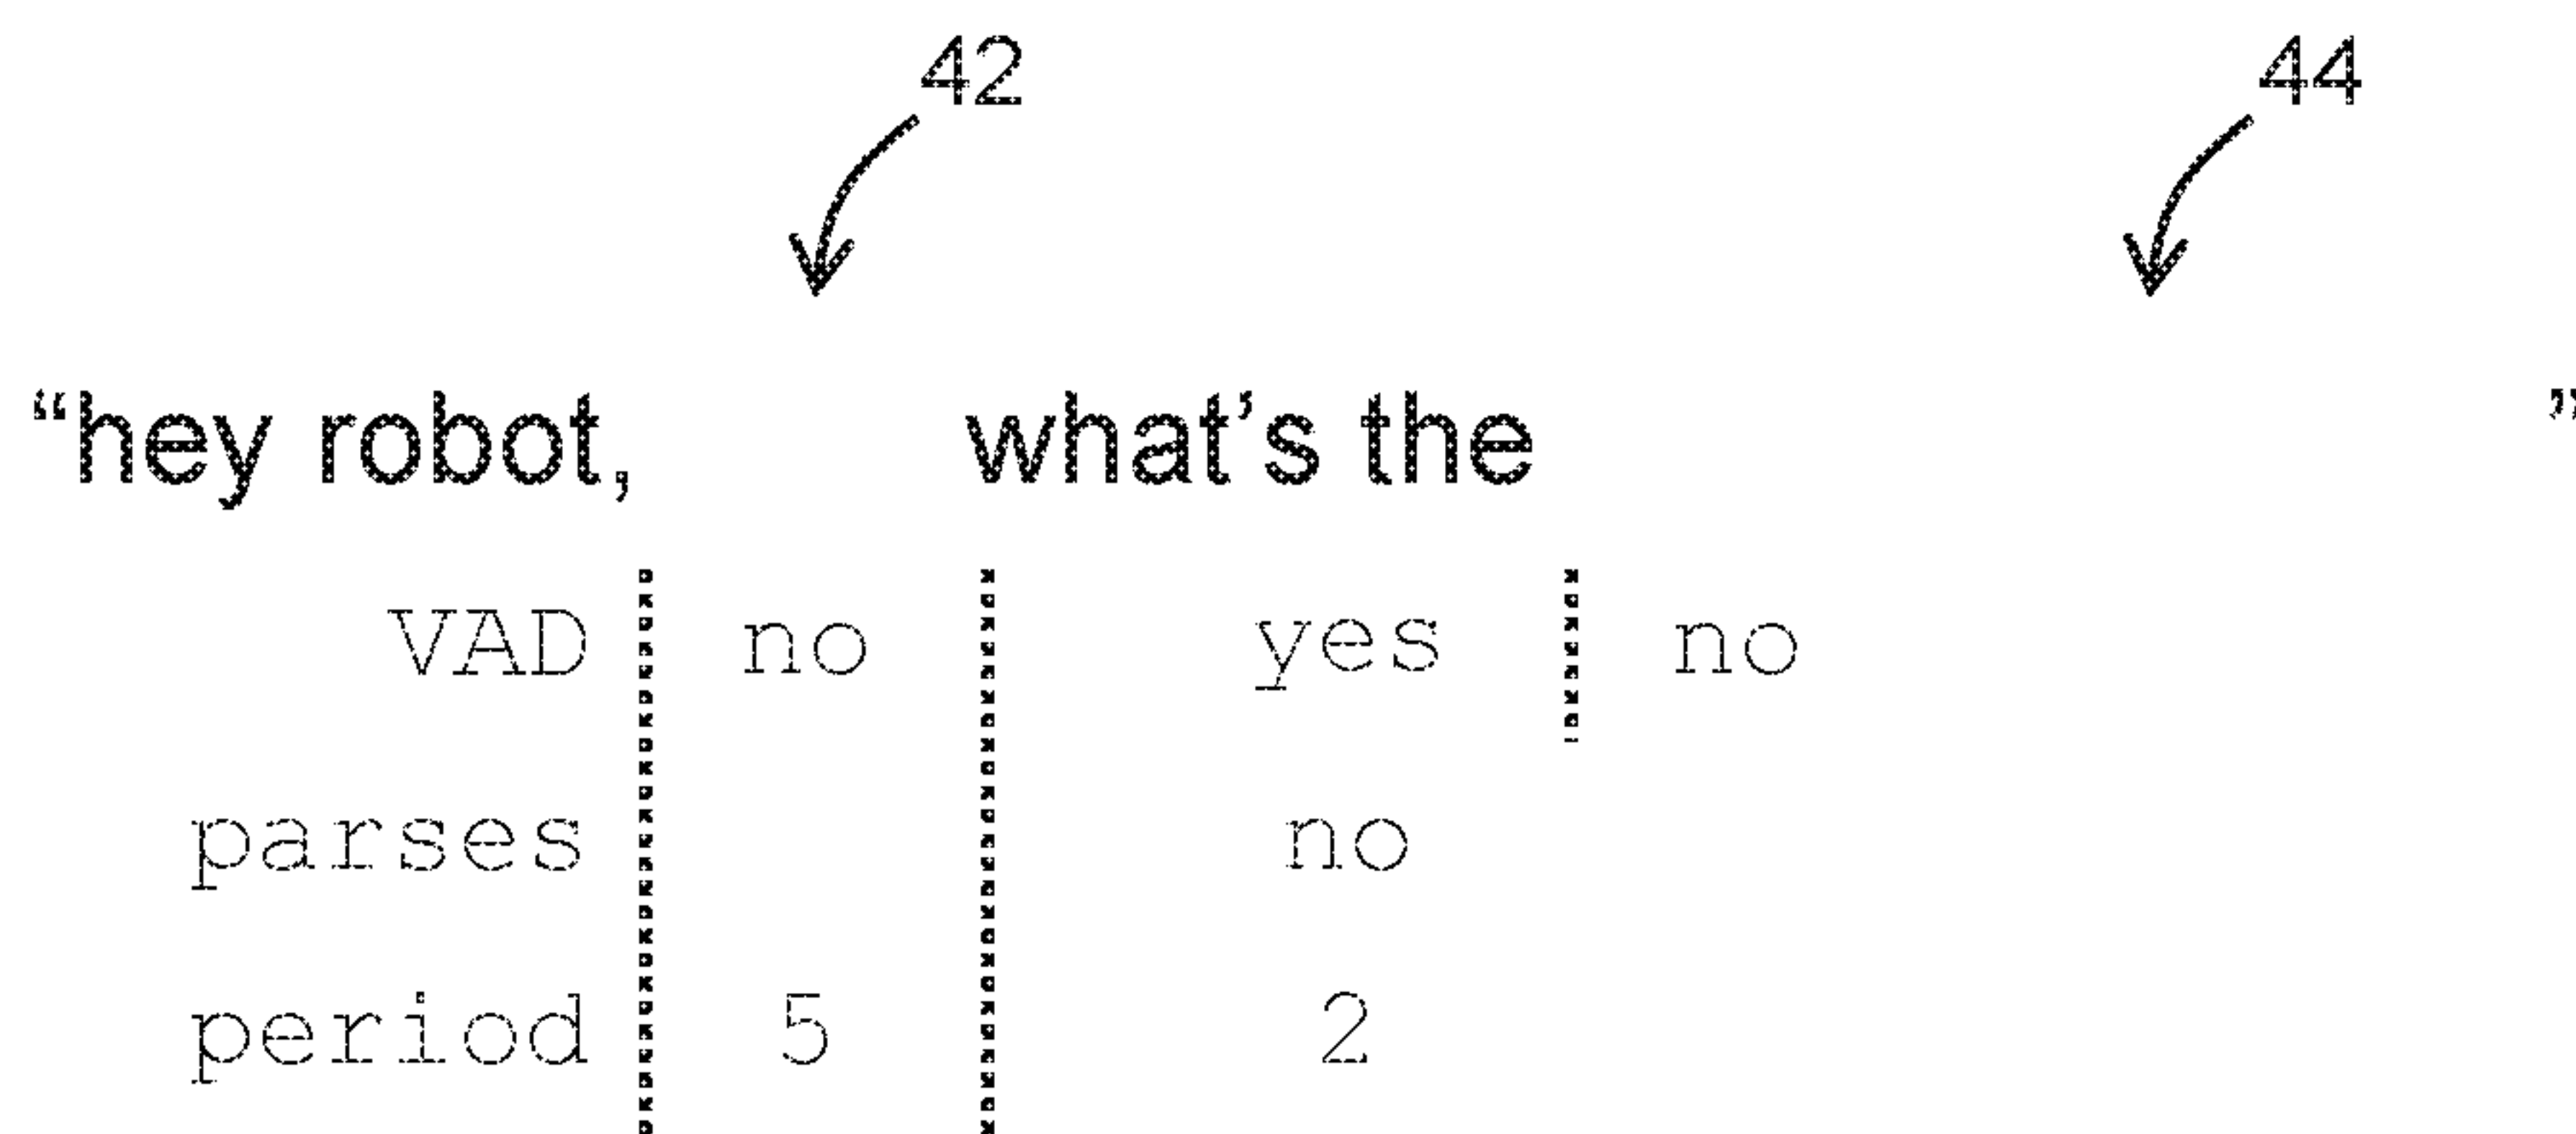 42 44
“hey robot, what’s the ”
VAD no yes no
parses no
period 5 2